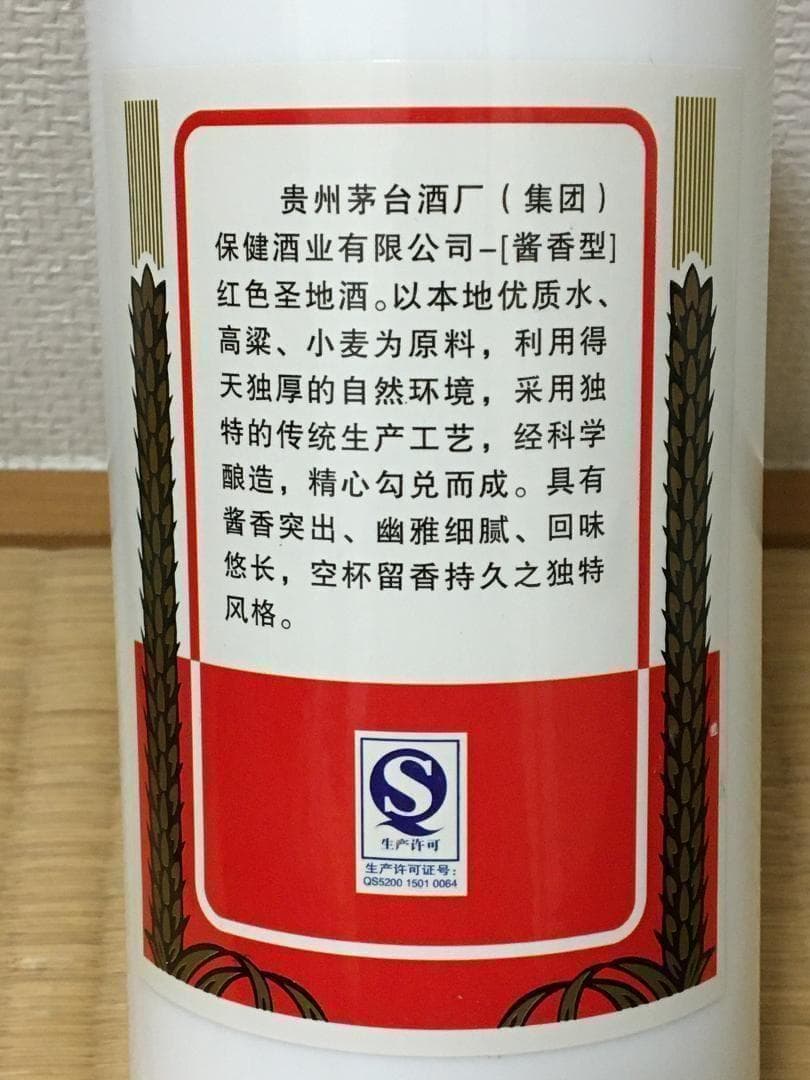 贵州茅台酒厂（集团）
保健酒业有限公司-[酱香型]
红色圣地酒。以本地优质水、
高粱、小麦为原料，利用得
天独厚的自然环境，采用独
特的传统生产工艺，经科学
酿造，精心勾兑而成。具有
酱香突出、幽雅细腻、回味
悠长，空杯留香持久之独特
风格。
生产许可
生产许可证号：
QS5200 1501 0064